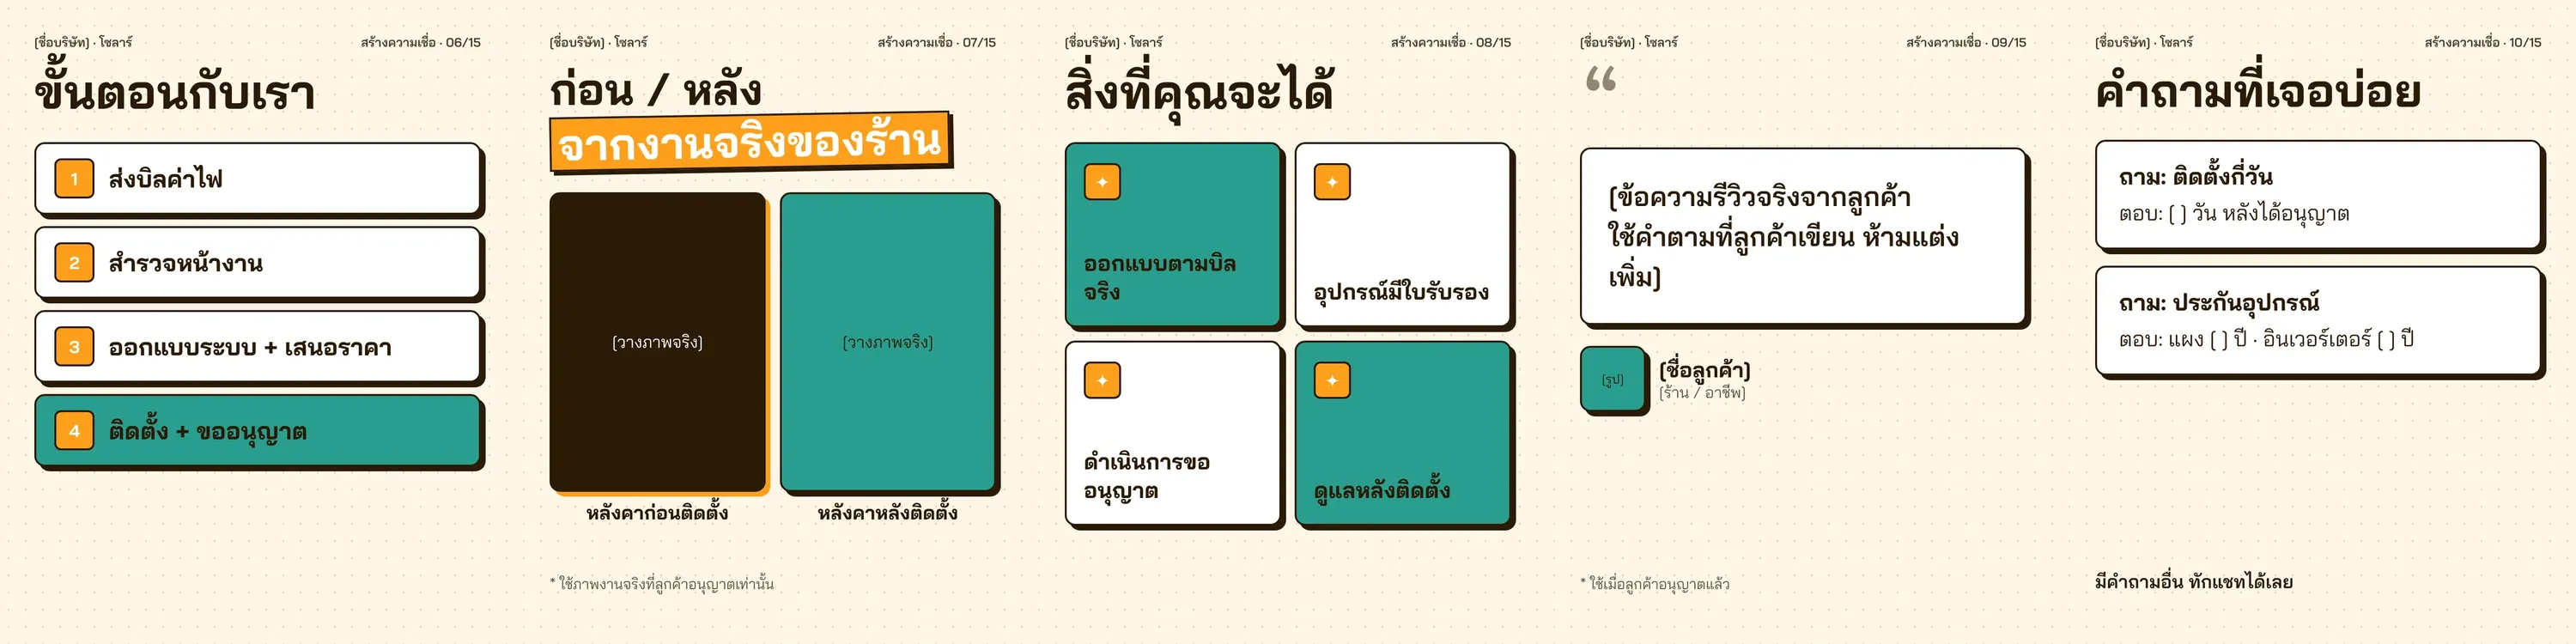 (ชื่อบริษัท) · โซลาร์
สร้างความเชื่อ · 06/15
ขั้นตอนกับเรา
1
ส่งบิลค่าไฟ
2
สำรวจหน้างาน
3
ออกแบบระบบ + เสนอราคา
4
ติดตั้ง + ขออนุญาต
(ชื่อบริษัท) · โซลาร์
สร้างความเชื่อ · 07/15
ก่อน / หลัง
จากงานจริงของร้าน
(วางภาพจริง)
(วางภาพจริง)
หลังคาก่อนติดตั้ง
หลังคาหลังติดตั้ง
* ใช้ภาพงานจริงที่ลูกค้าอนุญาตเท่านั้น
(ชื่อบริษัท) · โซลาร์
สร้างความเชื่อ · 08/15
สิ่งที่คุณจะได้
ออกแบบตามบิล
จริง
อุปกรณ์มีใบรับรอง
ดำเนินการขอ
อนุญาต
ดูแลหลังติดตั้ง
(ชื่อบริษัท) · โซลาร์
สร้างความเชื่อ · 09/15
“
(ข้อความรีวิวจริงจากลูกค้า
ใช้คำตามที่ลูกค้าเขียน ห้ามแต่ง
เพิ่ม)
(รูป)
(ชื่อลูกค้า)
(ร้าน / อาชีพ)
* ใช้เมื่อลูกค้าอนุญาตแล้ว
(ชื่อบริษัท) · โซลาร์
สร้างความเชื่อ · 10/15
คำถามที่เจอบ่อย
ถาม: ติดตั้งกี่วัน
ตอบ: ( ) วัน หลังได้อนุญาต
ถาม: ประกันอุปกรณ์
ตอบ: แผง ( ) ปี · อินเวอร์เตอร์ ( ) ปี
มีคำถามอื่น ทักแชทได้เลย